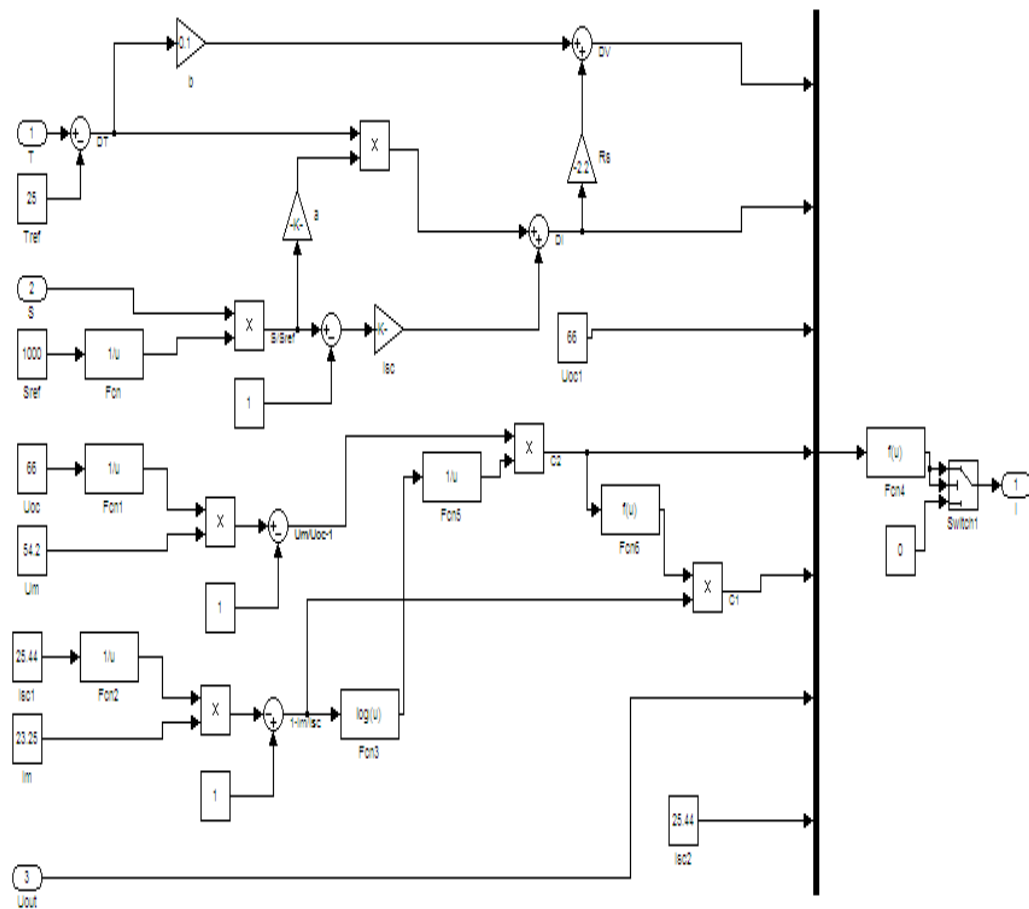 0.1
b
DV
1
T
DT
X
-2.2
Rs
25
Tref
-K-
a
DI
2
S
X
S/Sref
K-
Isc
66
Uoc1
1000
Sref
1/u
Fcn
1
66
Uoc
1/u
Fcn1
X
Um/Uoc-1
X
C2
1/u
Fcn5
f(u)
Fcn6
f(u)
Fcn4
Switch1
1
I
0
54.2
Um
1
X
C1
25.44
Isc1
1/u
Fcn2
X
1-Im/Isc
log(u)
Fcn3
23.25
Im
1
25.44
Isc2
3
Uout